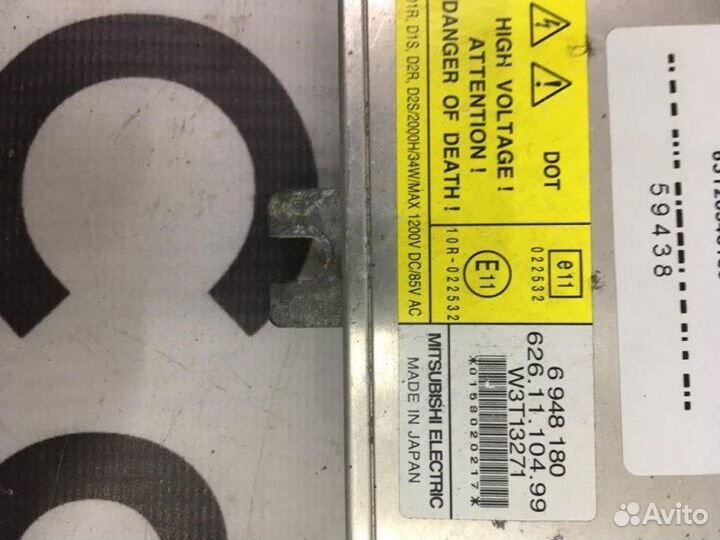 DOT
HIGH VOLTAGE!
ATTENTION!
DANGER OF DEATH!
D1R, D1S, D2R, D2S/2000H/34W/MAX 1200V DC/85V AC
e11
022532
E11
10R-022532
6 948 180
626.11.104.99
W3T13271
*0158020217*
MITSUBISHI ELECTRIC
MADE IN JAPAN
59438
Avito